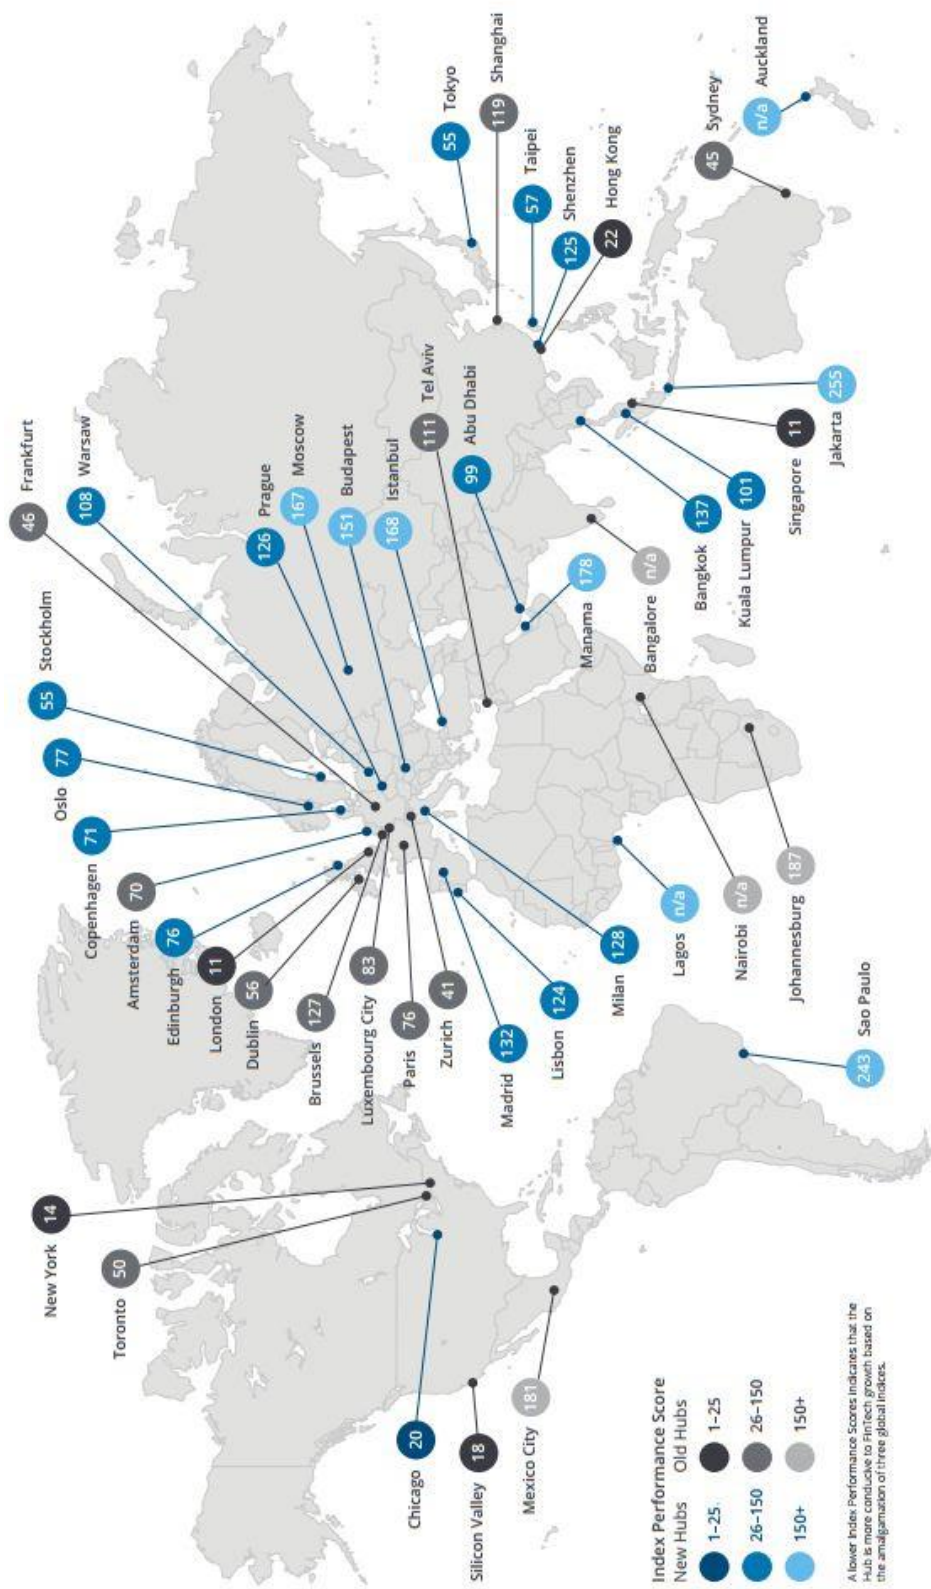 New York
14
Toronto
50
Chicago
20
Silicon Valley
18
Mexico City
181
Copenhagen
71
Oslo
77
Stockholm
55
Frankfurt
46
Warsaw
108
Amsterdam
70
Edinburgh
76
London
11
Dublin
56
Brussels
127
Luxembourg City
83
Paris
76
Zurich
41
Madrid
132
Lisbon
124
Milan
128
Prague
126
Moscow
167
Budapest
151
Istanbul
168
Tel Aviv
111
Abu Dhabi
99
Manama
178
Bangalore
n/a
Lagos
n/a
Nairobi
n/a
Johannesburg
187
Sao Paulo
243
Tokyo
55
Shanghai
119
Taipei
57
Shenzhen
125
Hong Kong
22
Bangkok
137
Kuala Lumpur
101
Singapore
11
Jakarta
255
Sydney
45
Auckland
n/a
Index Performance Score
New Hubs Old Hubs
1–25 1–25
26–150 26–150
150+ 150+
A lower Index Performance Scores indicates that the
Hub is more conducive to FinTech growth based on
the amalgamation of three global indices.